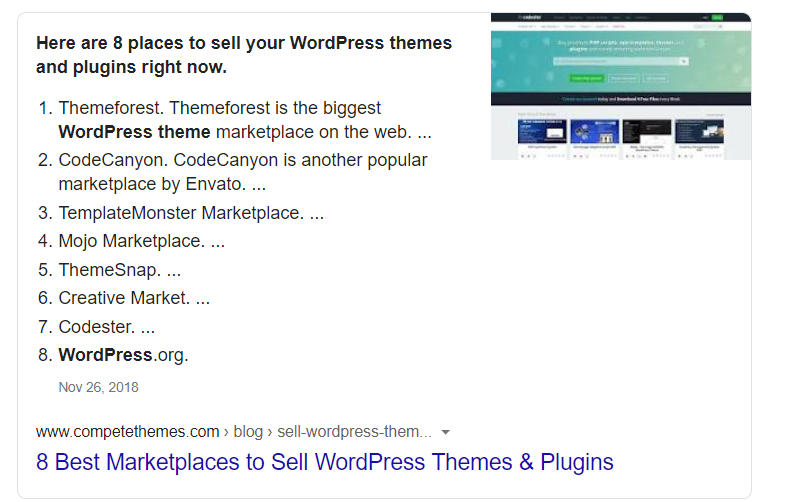 Here are 8 places to sell your WordPress themes
and plugins right now.
1. Themeforest. Themeforest is the biggest
WordPress theme marketplace on the web. ...
2. CodeCanyon. CodeCanyon is another popular
marketplace by Envato. ...
3. TemplateMonster Marketplace. ...
4. Mojo Marketplace. ...
5. ThemeSnap. ...
6. Creative Market. ...
7. Codester. ...
8. WordPress.org.
Nov 26, 2018
www.competethemes.com › blog › sell-wordpress-them...
8 Best Marketplaces to Sell WordPress Themes & Plugins
codester